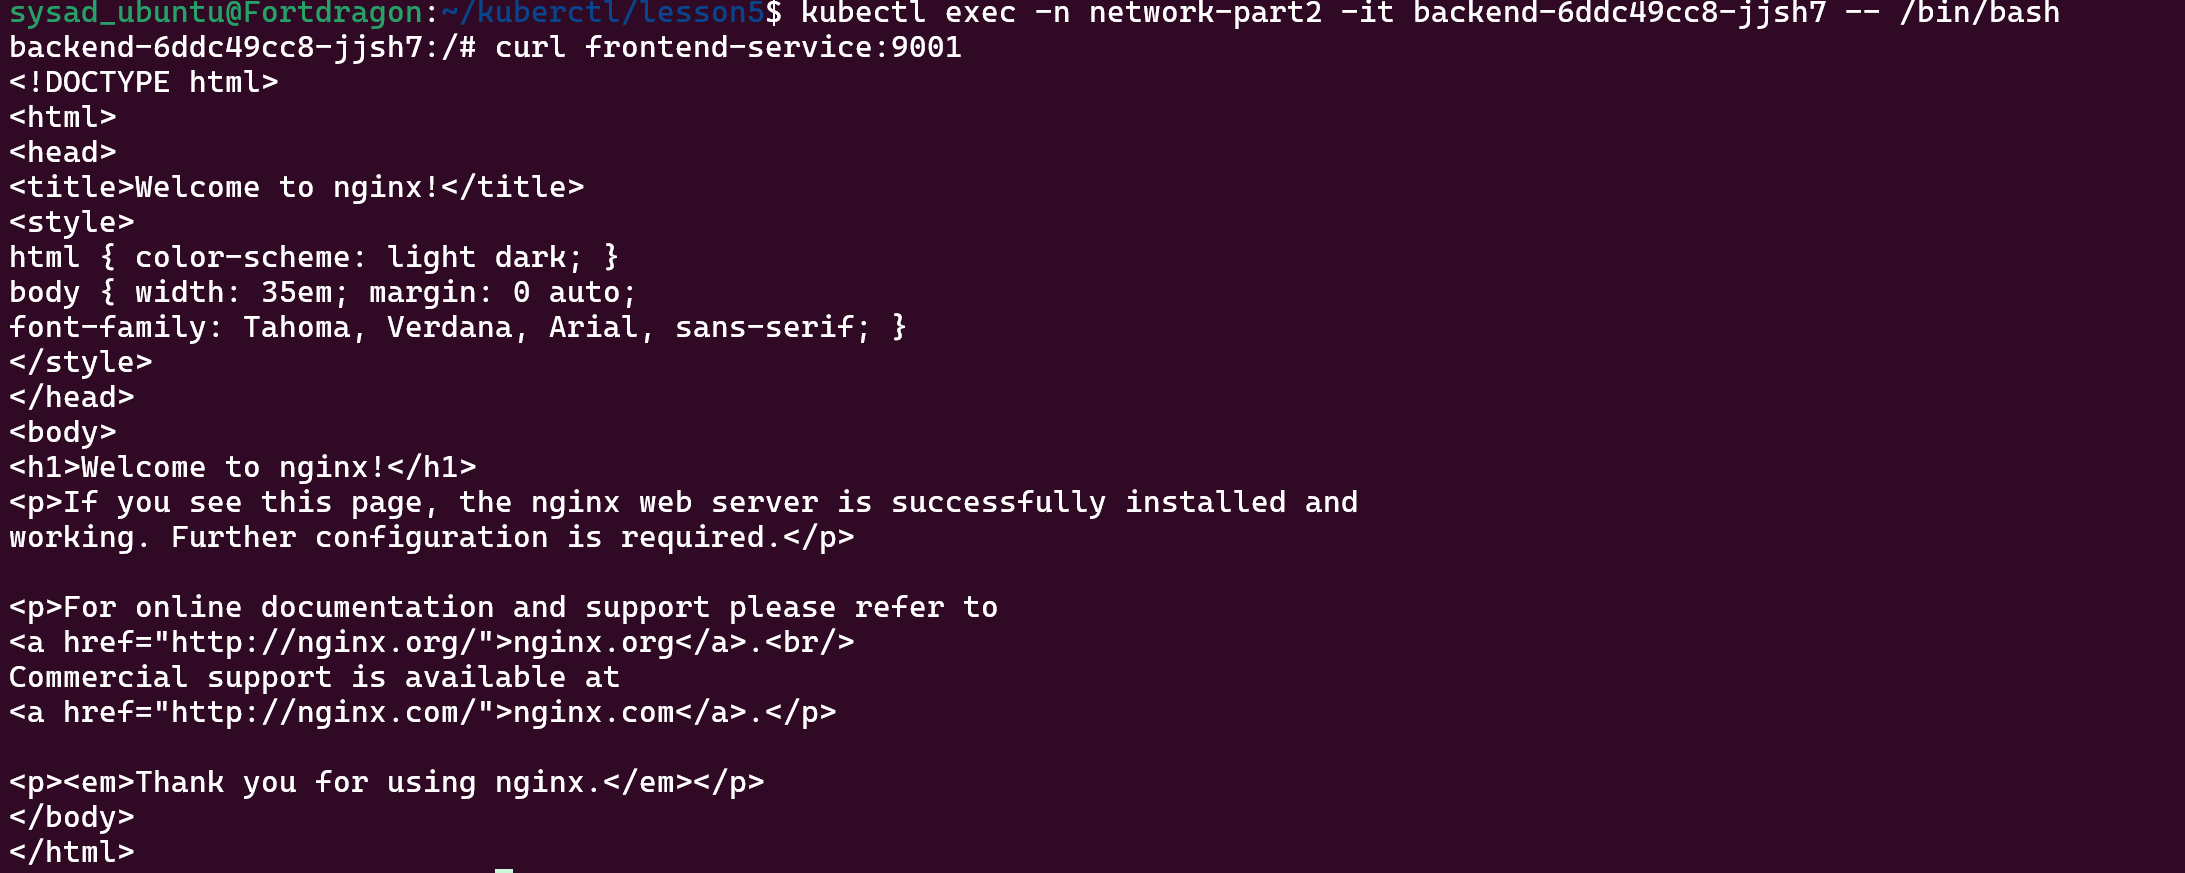 sysad_ubuntu@Fortdragon:~/kuberctl/lesson5$ kubectl exec -n network-part2 -it backend-6ddc49cc8-jjsh7 -- /bin/bash
backend-6ddc49cc8-jjsh7:/# curl frontend-service:9001
<!DOCTYPE html>
<html>
<head>
<title>Welcome to nginx!</title>
<style>
html { color-scheme: light dark; }
body { width: 35em; margin: 0 auto;
font-family: Tahoma, Verdana, Arial, sans-serif; }
</style>
</head>
<body>
<h1>Welcome to nginx!</h1>
<p>If you see this page, the nginx web server is successfully installed and
working. Further configuration is required.</p>

<p>For online documentation and support please refer to
<a href="http://nginx.org/">nginx.org</a>.<br/>
Commercial support is available at
<a href="http://nginx.com/">nginx.com</a>.</p>

<p><em>Thank you for using nginx.</em></p>
</body>
</html>